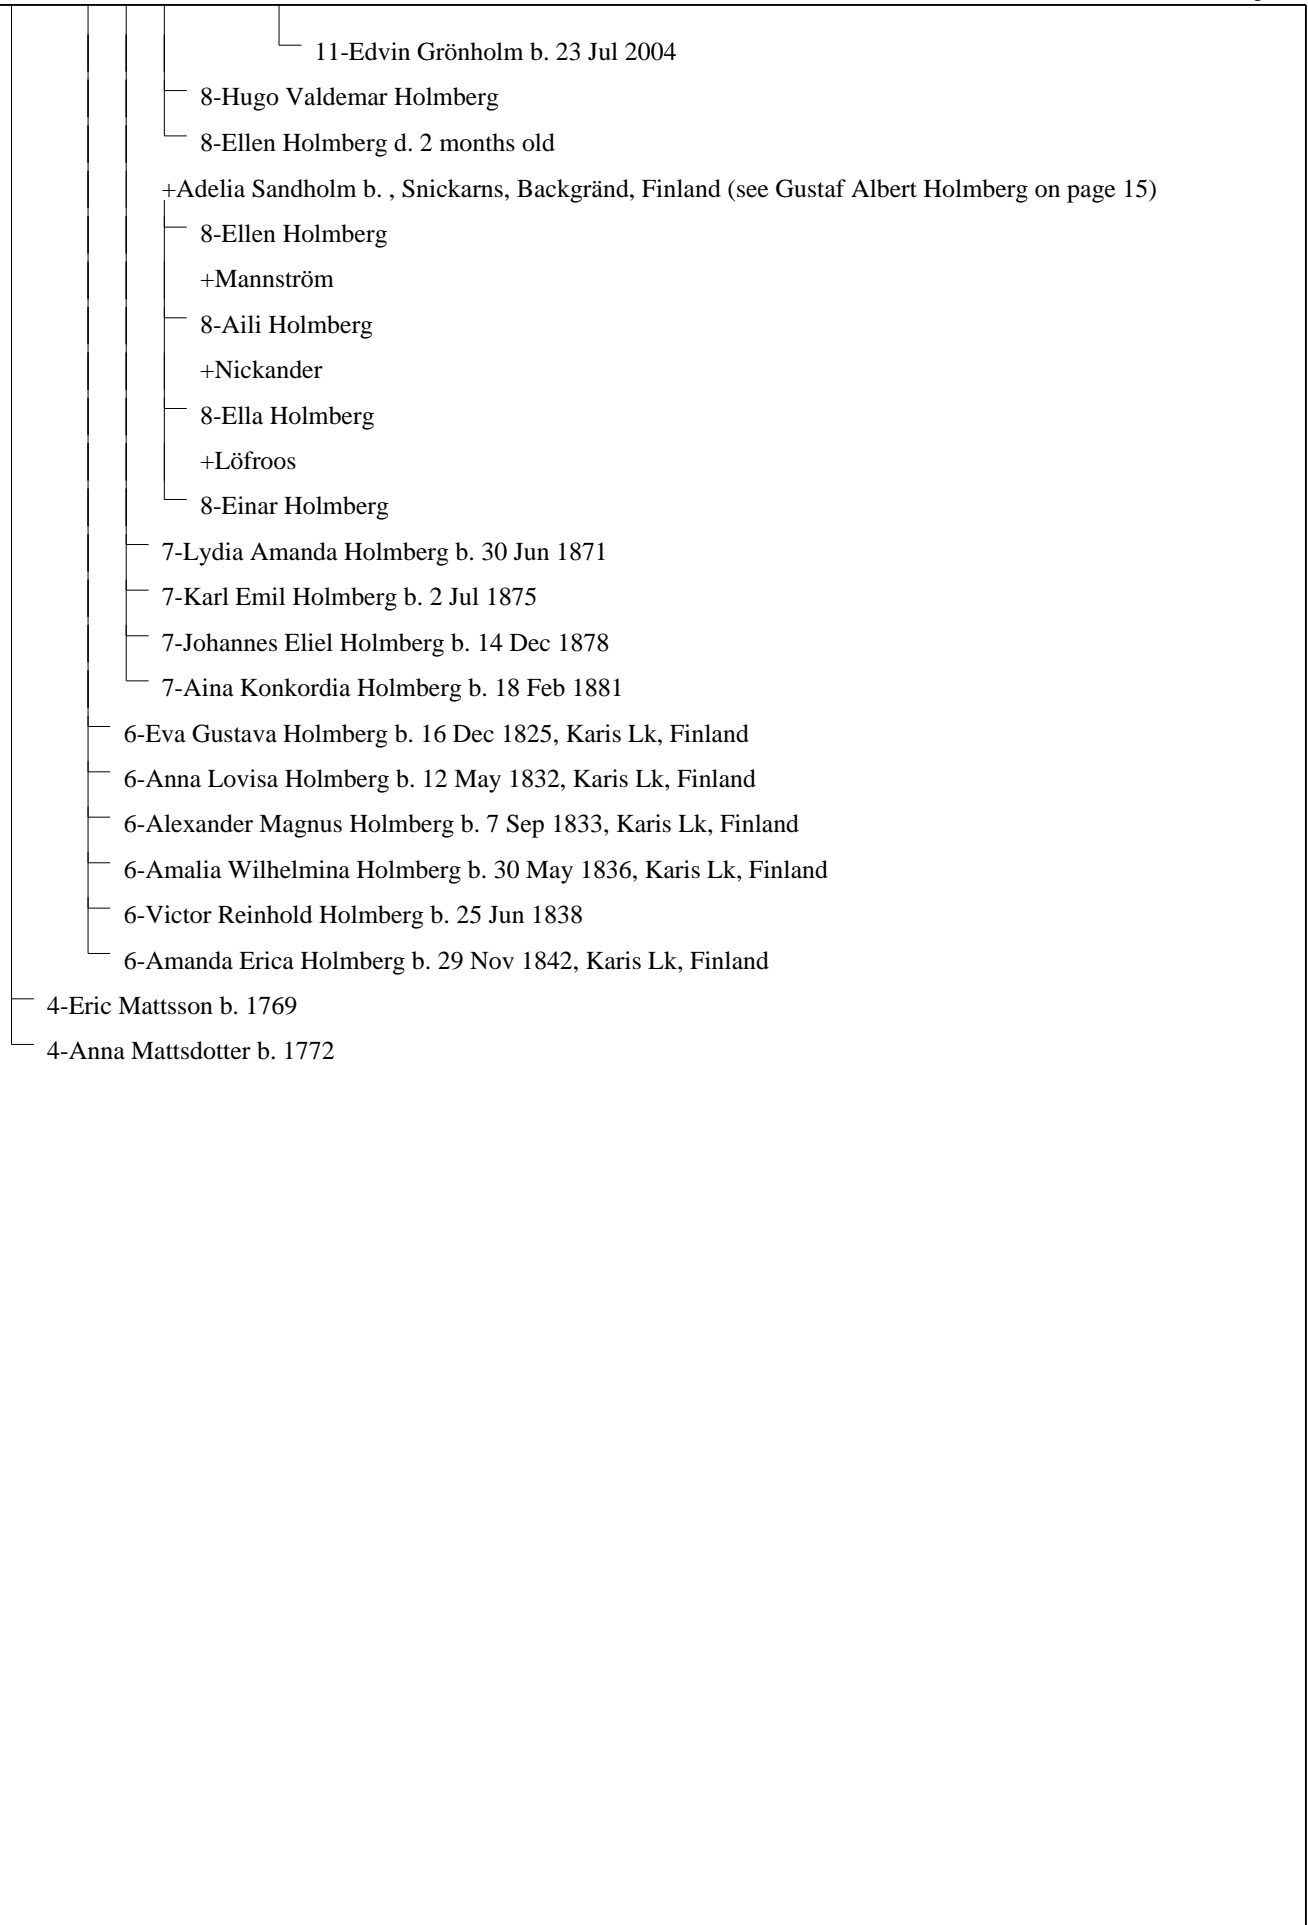 11-Edvin Grönholm b. 23 Jul 2004
8-Hugo Valdemar Holmberg
8-Ellen Holmberg d. 2 months old
+Adelia Sandholm b. , Snickarns, Backgränd, Finland (see Gustaf Albert Holmberg on page 15)
8-Ellen Holmberg
+Mannström
8-Aili Holmberg
+Nickander
8-Ella Holmberg
+Löfroos
8-Einar Holmberg
7-Lydia Amanda Holmberg b. 30 Jun 1871
7-Karl Emil Holmberg b. 2 Jul 1875
7-Johannes Eliel Holmberg b. 14 Dec 1878
7-Aina Konkordia Holmberg b. 18 Feb 1881
6-Eva Gustava Holmberg b. 16 Dec 1825, Karis Lk, Finland
6-Anna Lovisa Holmberg b. 12 May 1832, Karis Lk, Finland
6-Alexander Magnus Holmberg b. 7 Sep 1833, Karis Lk, Finland
6-Amalia Wilhelmina Holmberg b. 30 May 1836, Karis Lk, Finland
6-Victor Reinhold Holmberg b. 25 Jun 1838
6-Amanda Erica Holmberg b. 29 Nov 1842, Karis Lk, Finland
4-Eric Mattsson b. 1769
4-Anna Mattsdotter b. 1772